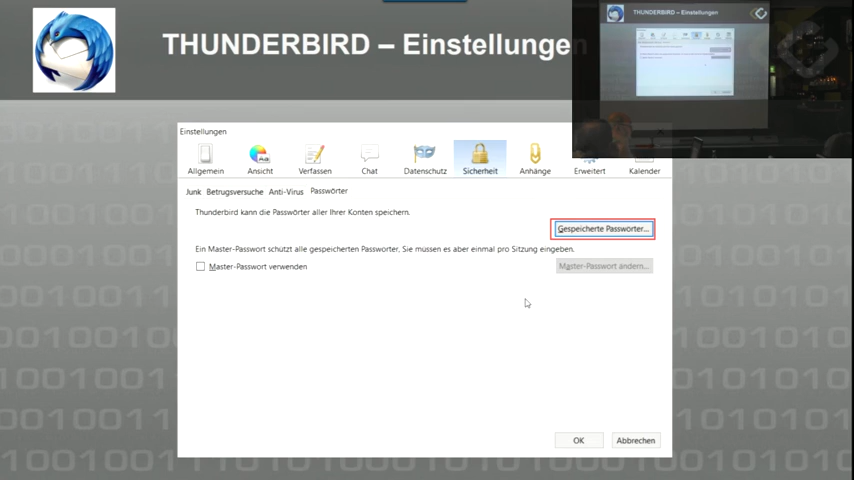 THUNDERBIRD – Einstellungen
THUNDERBIRD – Einstellungen
Einstellungen
Allgemein Ansicht Verfassen Chat Datenschutz Sicherheit Anhänge Erweitert Kalender
Junk Betrugsversuche Anti-Virus Passwörter
Thunderbird kann die Passwörter aller Ihrer Konten speichern.
Gespeicherte Passwörter...
Ein Master-Passwort schützt alle gespeicherten Passwörter, Sie müssen es aber einmal pro Sitzung eingeben.
Master-Passwort verwenden
Master-Passwort ändern...
OK Abbrechen